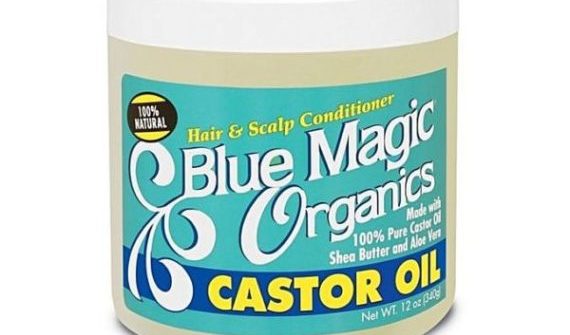 100%
NATURAL
Hair & Scalp Conditioner
Blue Magic
Organics
Made with
100% Pure Castor Oil
Shea Butter and Aloe Vera
CASTOR OIL
NET WT. 12 oz (340g)